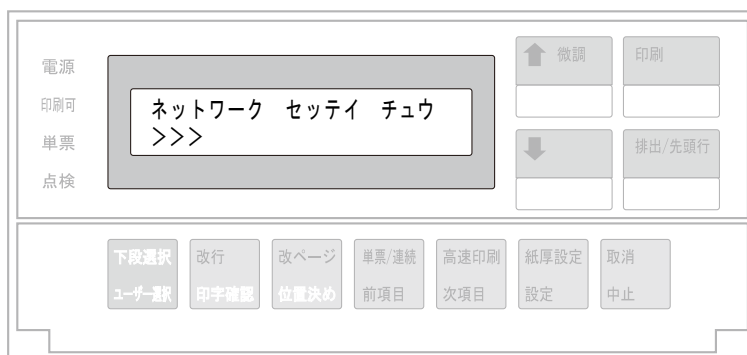 電源
印刷可
単票
点検
ネットワーク セッテイ チュウ
>>>
微調
印刷
排出/先頭行
下段選択
ユーザー選択
改行
印字確認
改ページ
位置決め
単票/連続
前項目
高速印刷
次項目
紙厚設定
設定
取消
中止